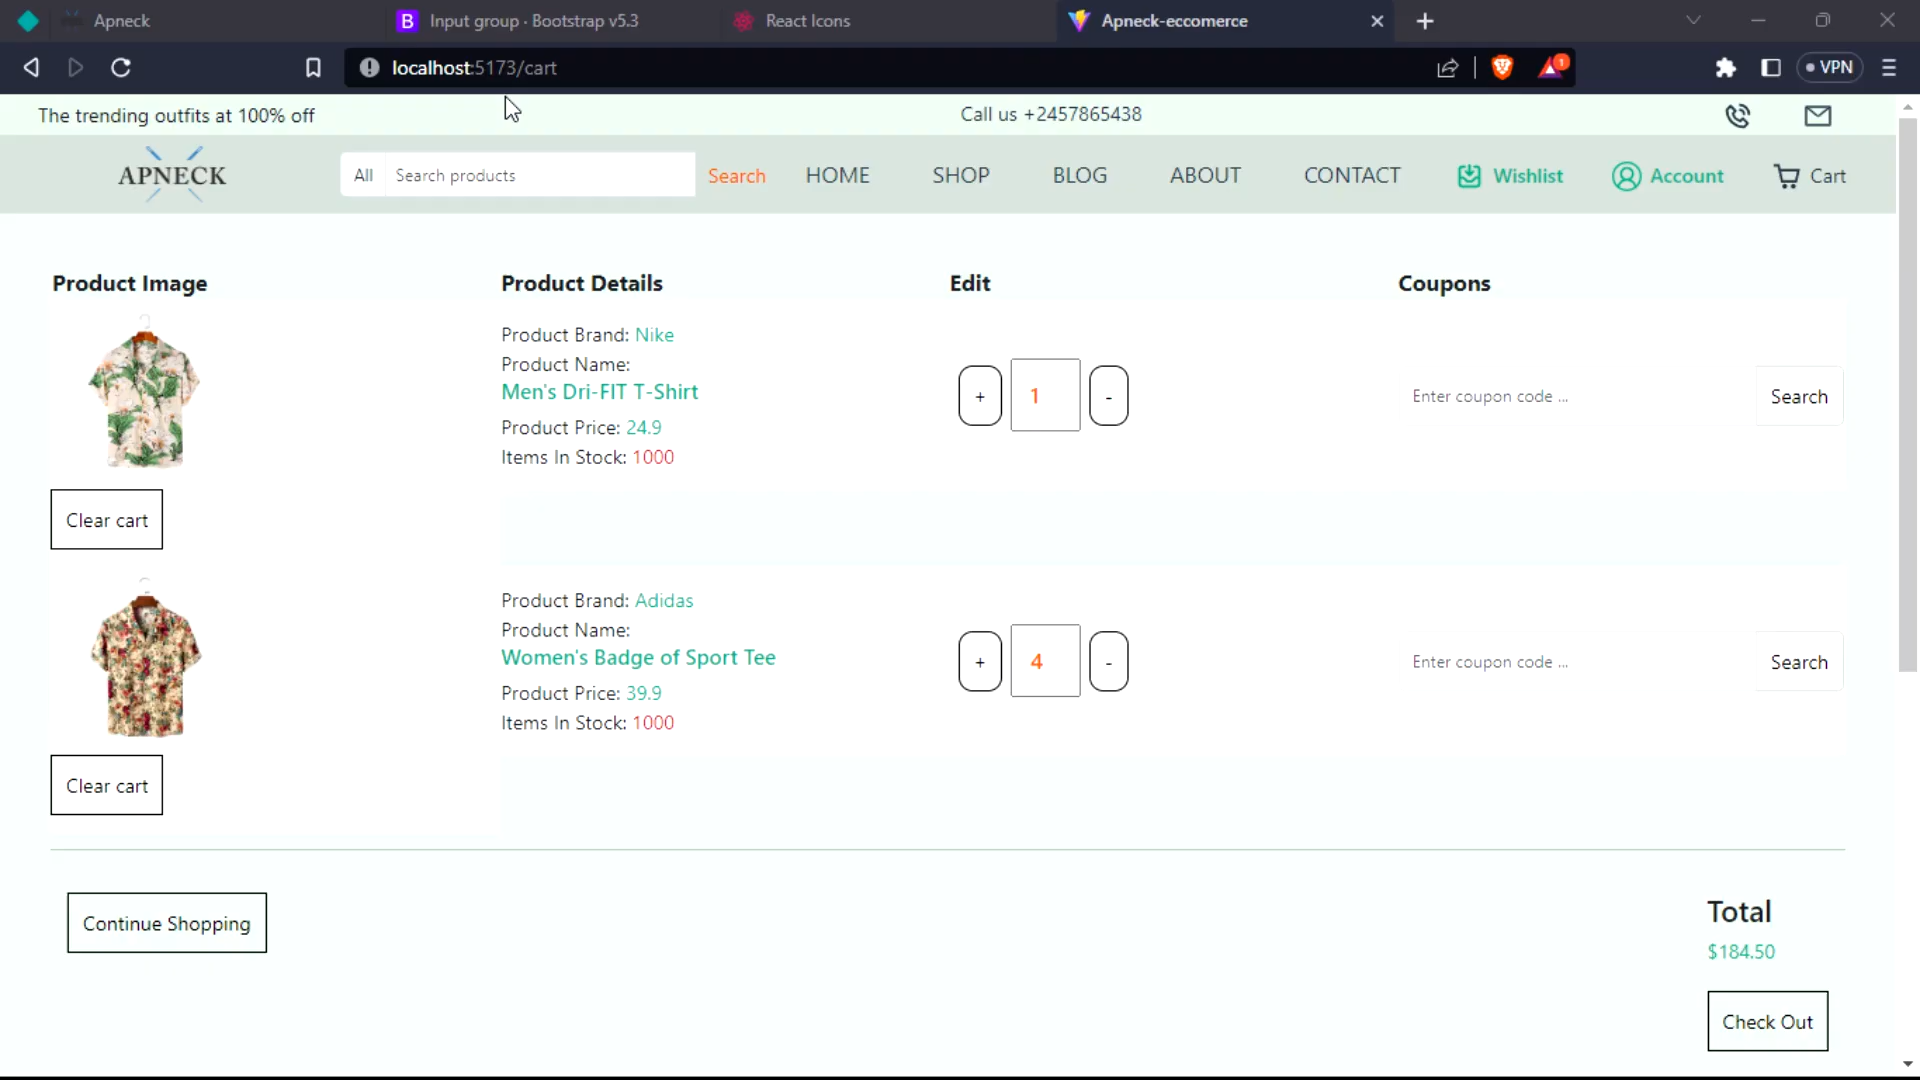 Apneck
B Input group · Bootstrap v5.3
React Icons
Apneck-eccomerce
localhost:5173/cart
1
VPN
The trending outfits at 100% off
Call us +2457865438
APNECK
All
Search products
Search
HOME
SHOP
BLOG
ABOUT
CONTACT
Wishlist
Account
Cart
Product Image
Product Details
Edit
Coupons
Product Brand: Nike
Product Name:
Men's Dri-FIT T-Shirt
Product Price: 24.9
Items In Stock: 1000
+
1
-
Enter coupon code ...
Search
Clear cart
Product Brand: Adidas
Product Name:
Women's Badge of Sport Tee
Product Price: 39.9
Items In Stock: 1000
+
4
-
Enter coupon code ...
Search
Clear cart
Continue Shopping
Total
$184.50
Check Out